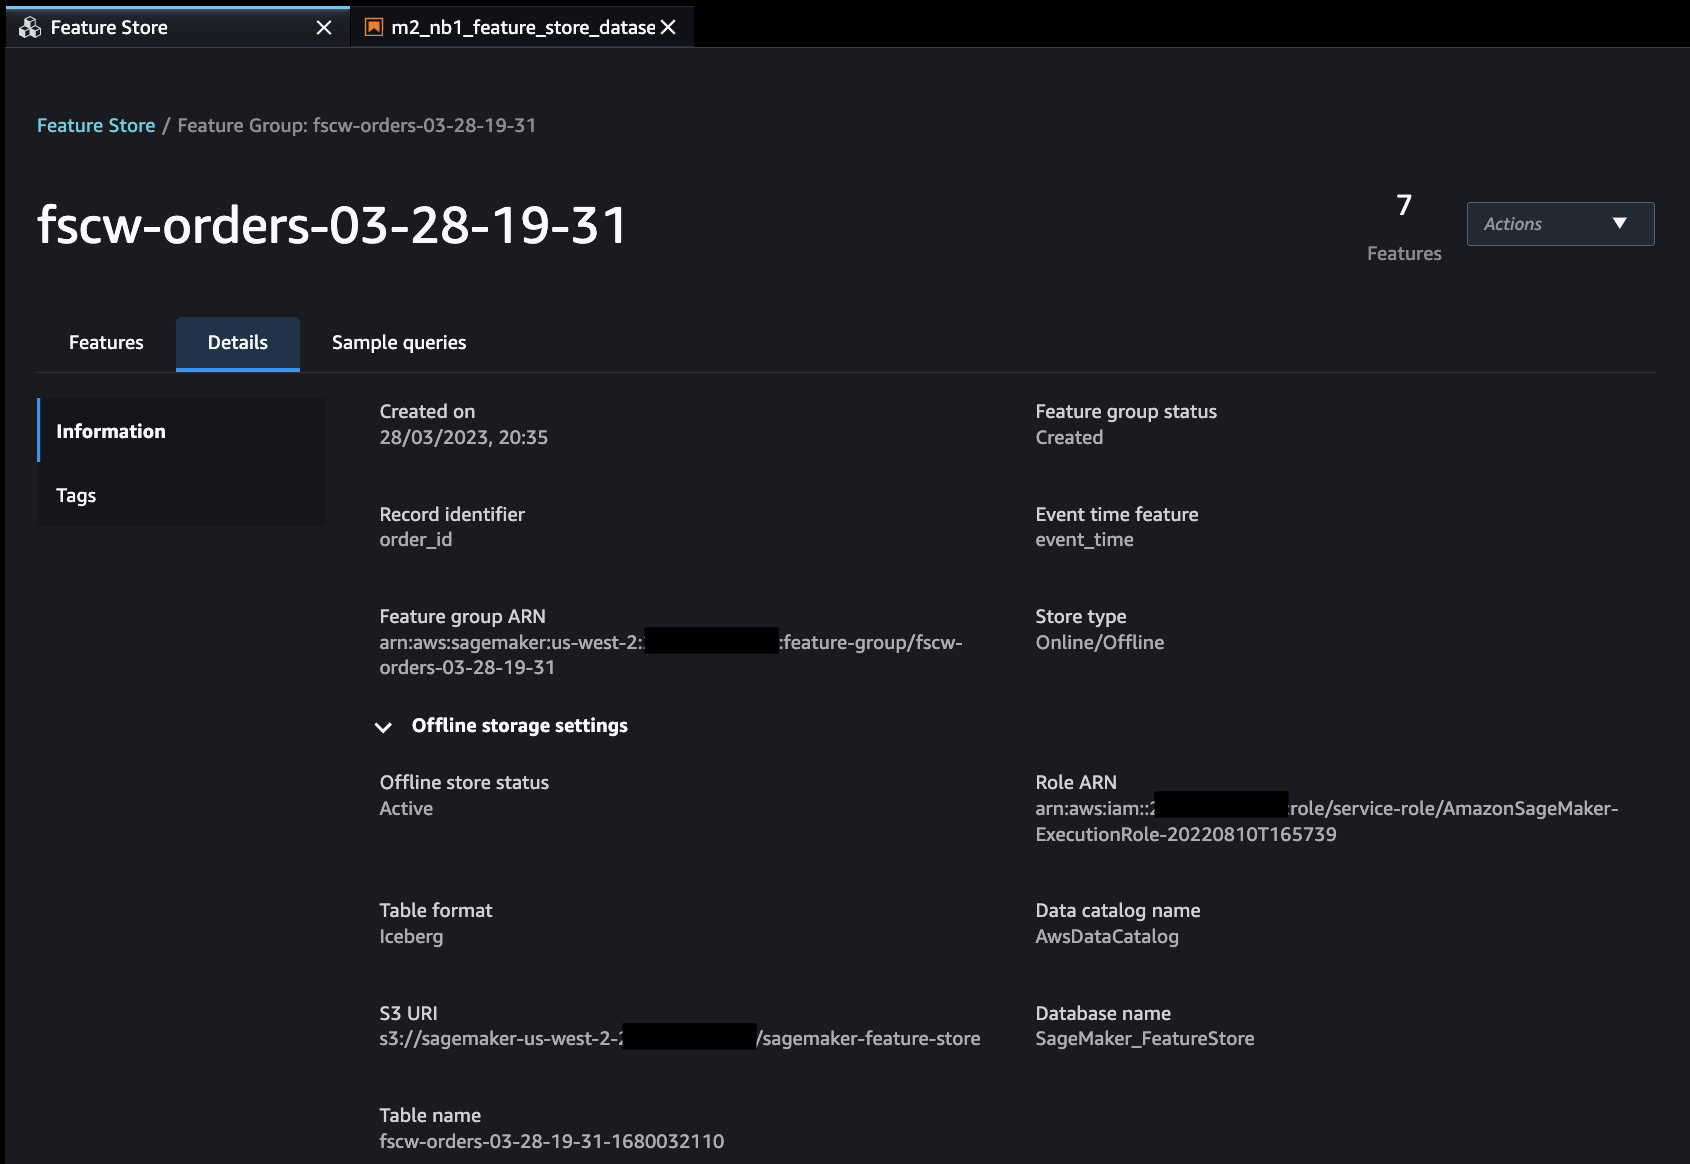 Feature Store
m2_nb1_feature_store_datase
Feature Store / Feature Group: fscw-orders-03-28-19-31
fscw-orders-03-28-19-31
7
Features
Actions
Features
Details
Sample queries
Information
Tags
Created on
28/03/2023, 20:35
Feature group status
Created
Record identifier
order_id
Event time feature
event_time
Feature group ARN
arn:aws:sagemaker:us-west-2: :feature-group/fscw-
orders-03-28-19-31
Store type
Online/Offline
Offline storage settings
Offline store status
Active
Role ARN
arn:aws:iam::2 :role/service-role/AmazonSageMaker-
ExecutionRole-20220810T165739
Table format
Iceberg
Data catalog name
AwsDataCatalog
S3 URI
s3://sagemaker-us-west-2-2 /sagemaker-feature-store
Database name
SageMaker_FeatureStore
Table name
fscw-orders-03-28-19-31-1680032110